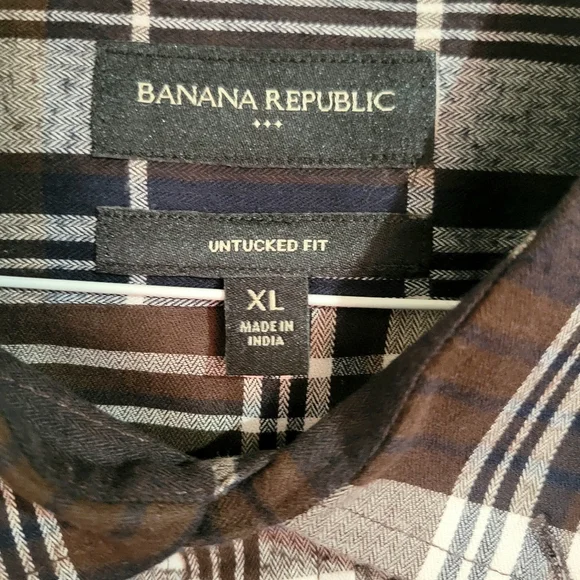 BANANA REPUBLIC
UNTUCKED FIT
XL
MADE IN
INDIA